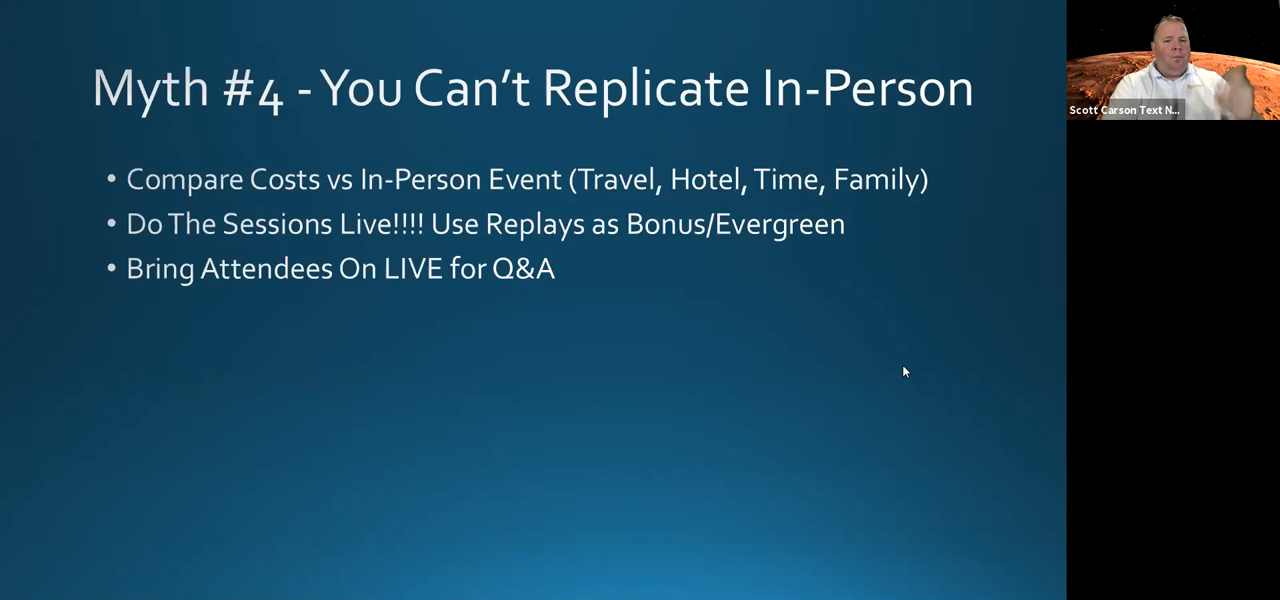 Myth #4 - You Can't Replicate In-Person
• Compare Costs vs In-Person Event (Travel, Hotel, Time, Family)
• Do The Sessions Live!!!! Use Replays as Bonus/Evergreen
• Bring Attendees On LIVE for Q&A
Scott Carson Text N...